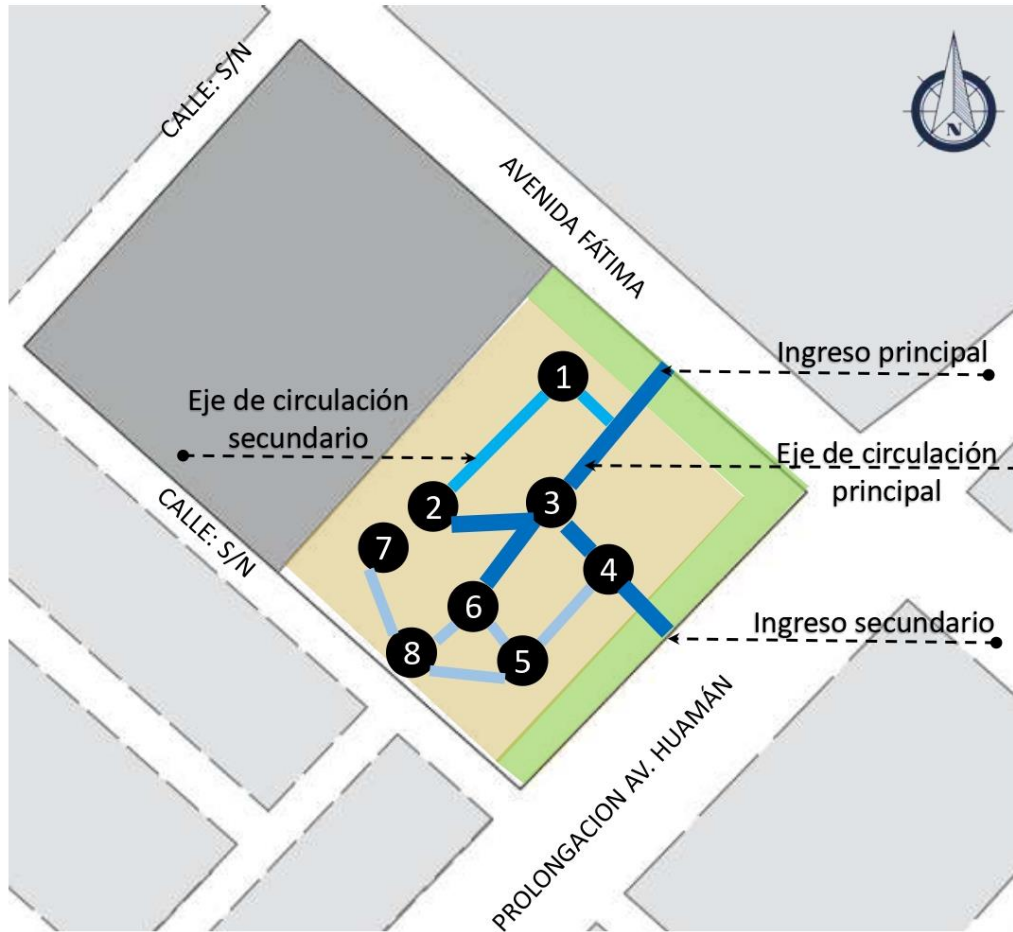 CALLE: S/N
AVENIDA FÁTIMA
N
Ingreso principal
Eje de circulación
secundario
Eje de circulación
principal
1
2
3
4
5
6
7
8
CALLE: S/N
Ingreso secundario
PROLONGACION AV. HUAMÁN